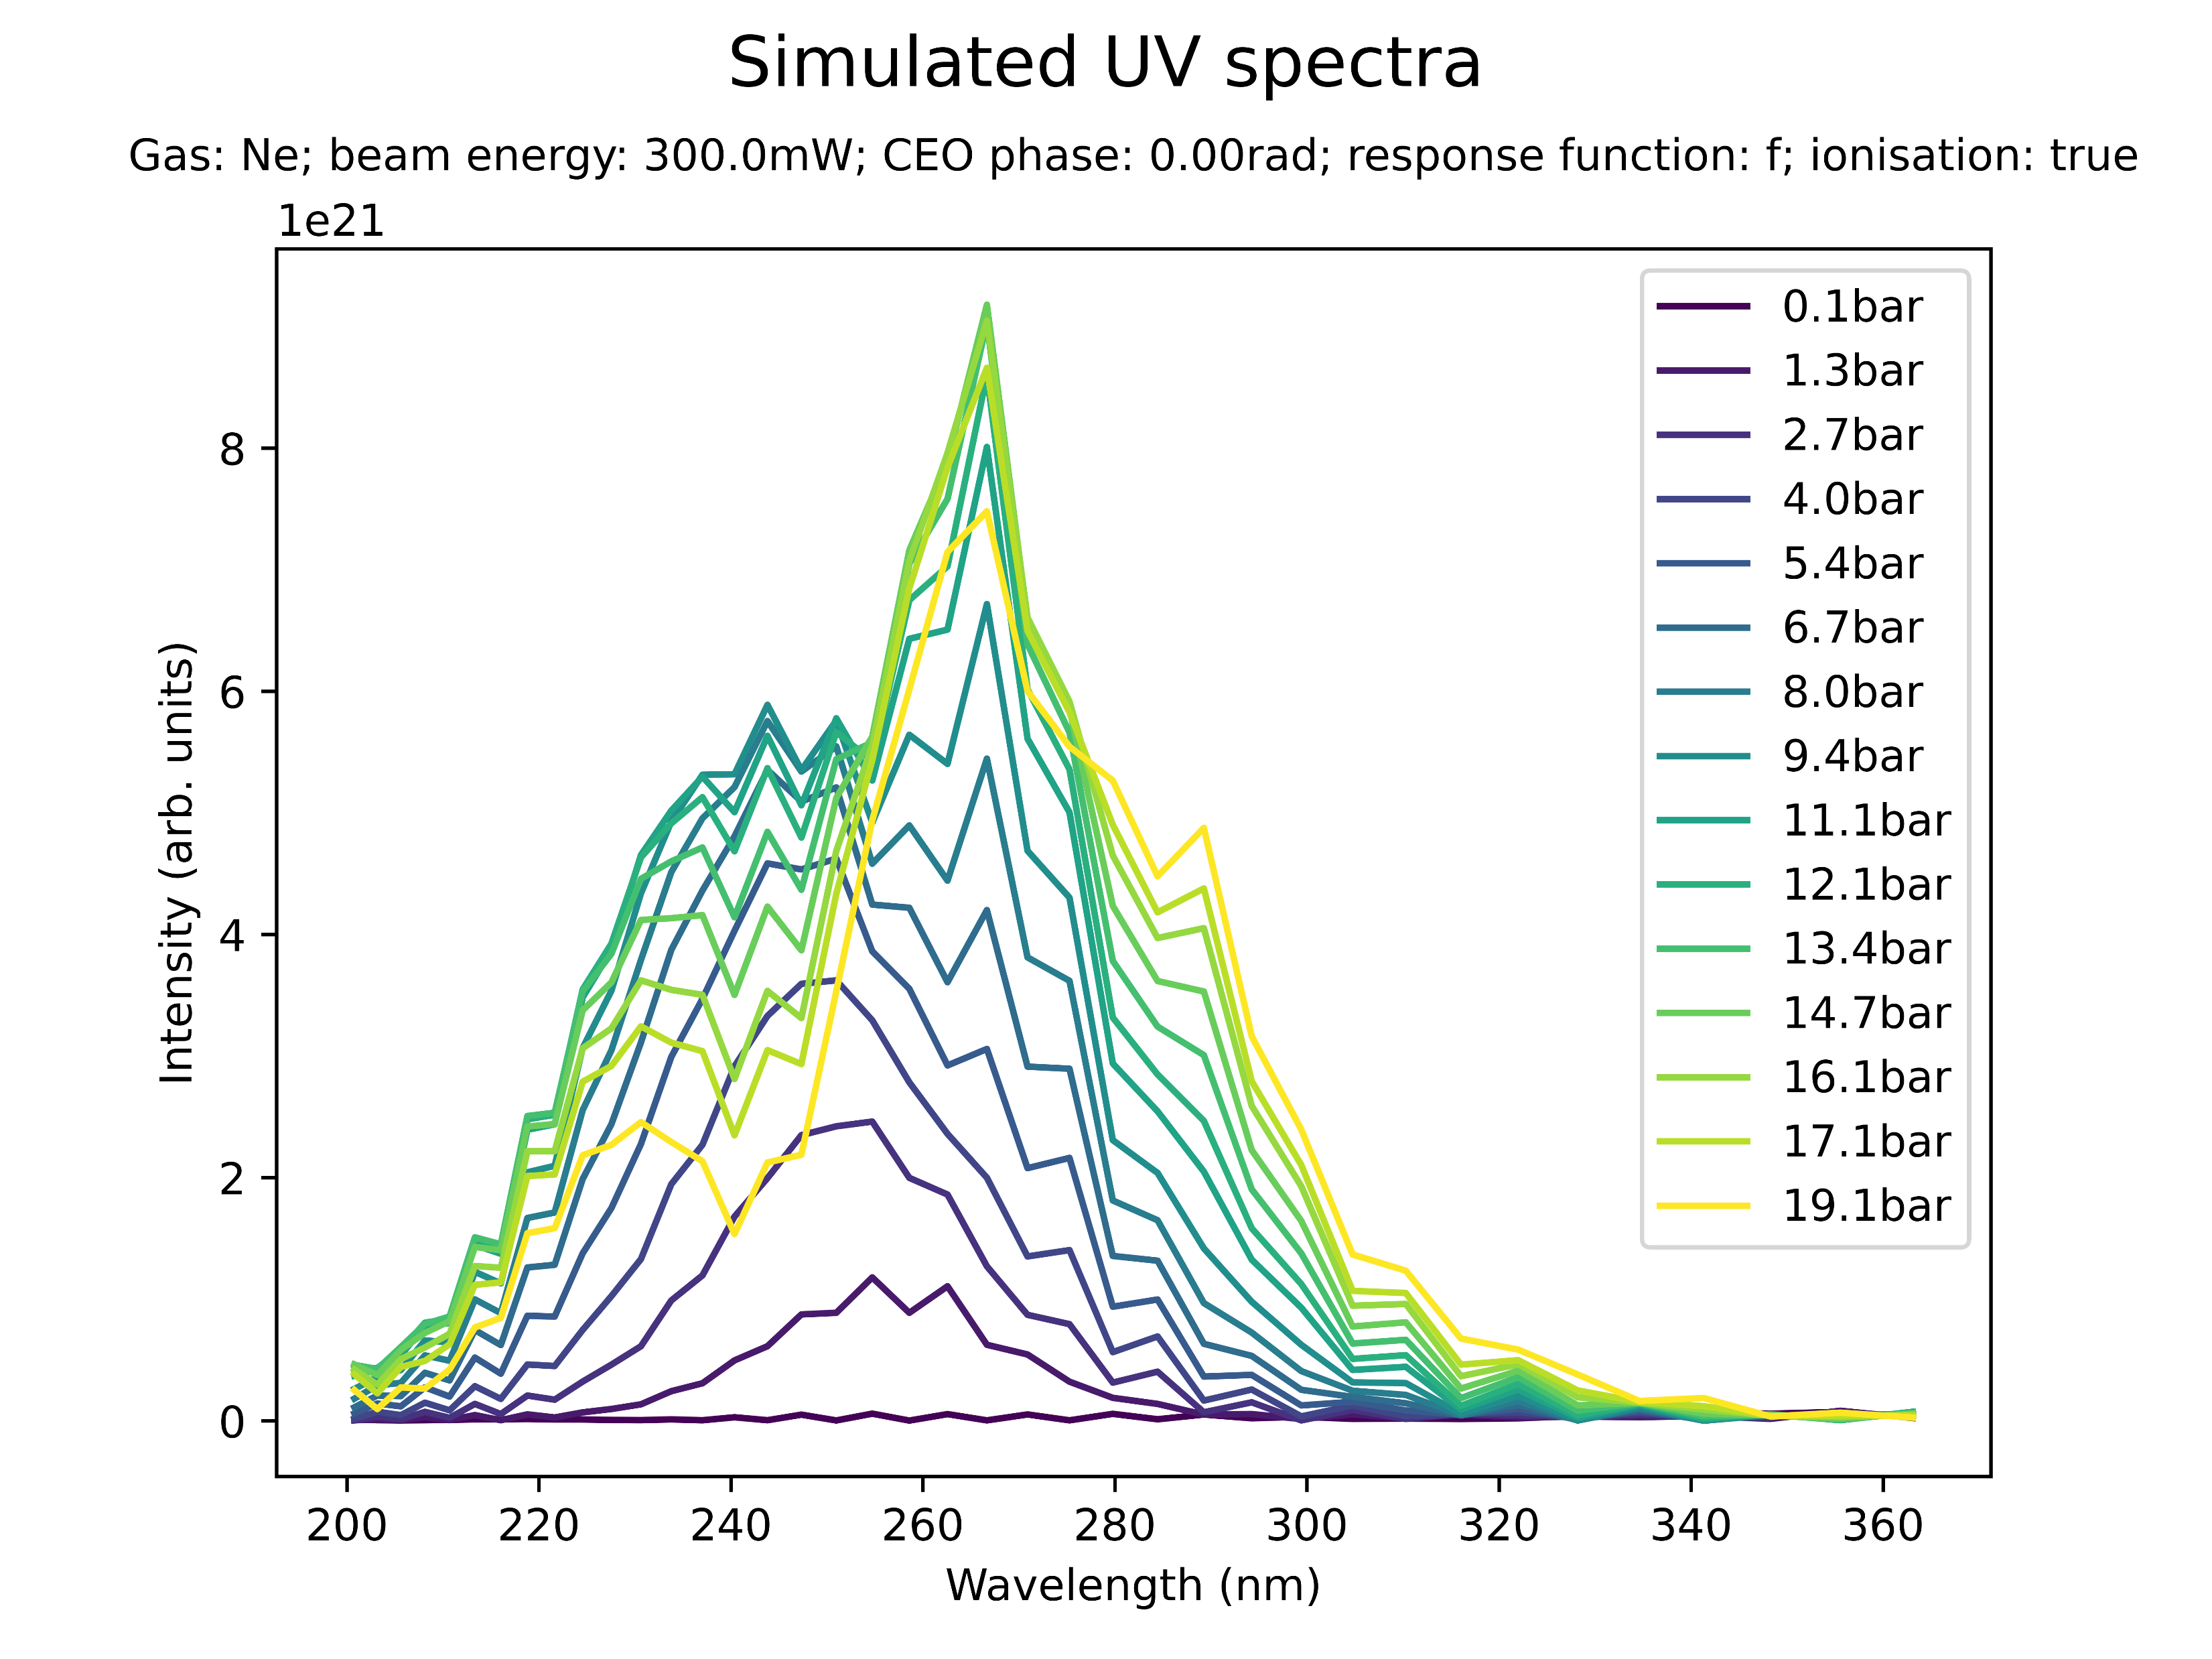 Simulated UV spectra
Gas: Ne; beam energy: 300.0mW; CEO phase: 0.00rad; response function: f; ionisation: true
1e21
0.1bar
1.3bar
2.7bar
4.0bar
5.4bar
6.7bar
8.0bar
9.4bar
11.1bar
12.1bar
13.4bar
14.7bar
16.1bar
17.1bar
19.1bar
8
6
4
2
0
Intensity (arb. units)
200 220 240 260 280 300 320 340 360
Wavelength (nm)